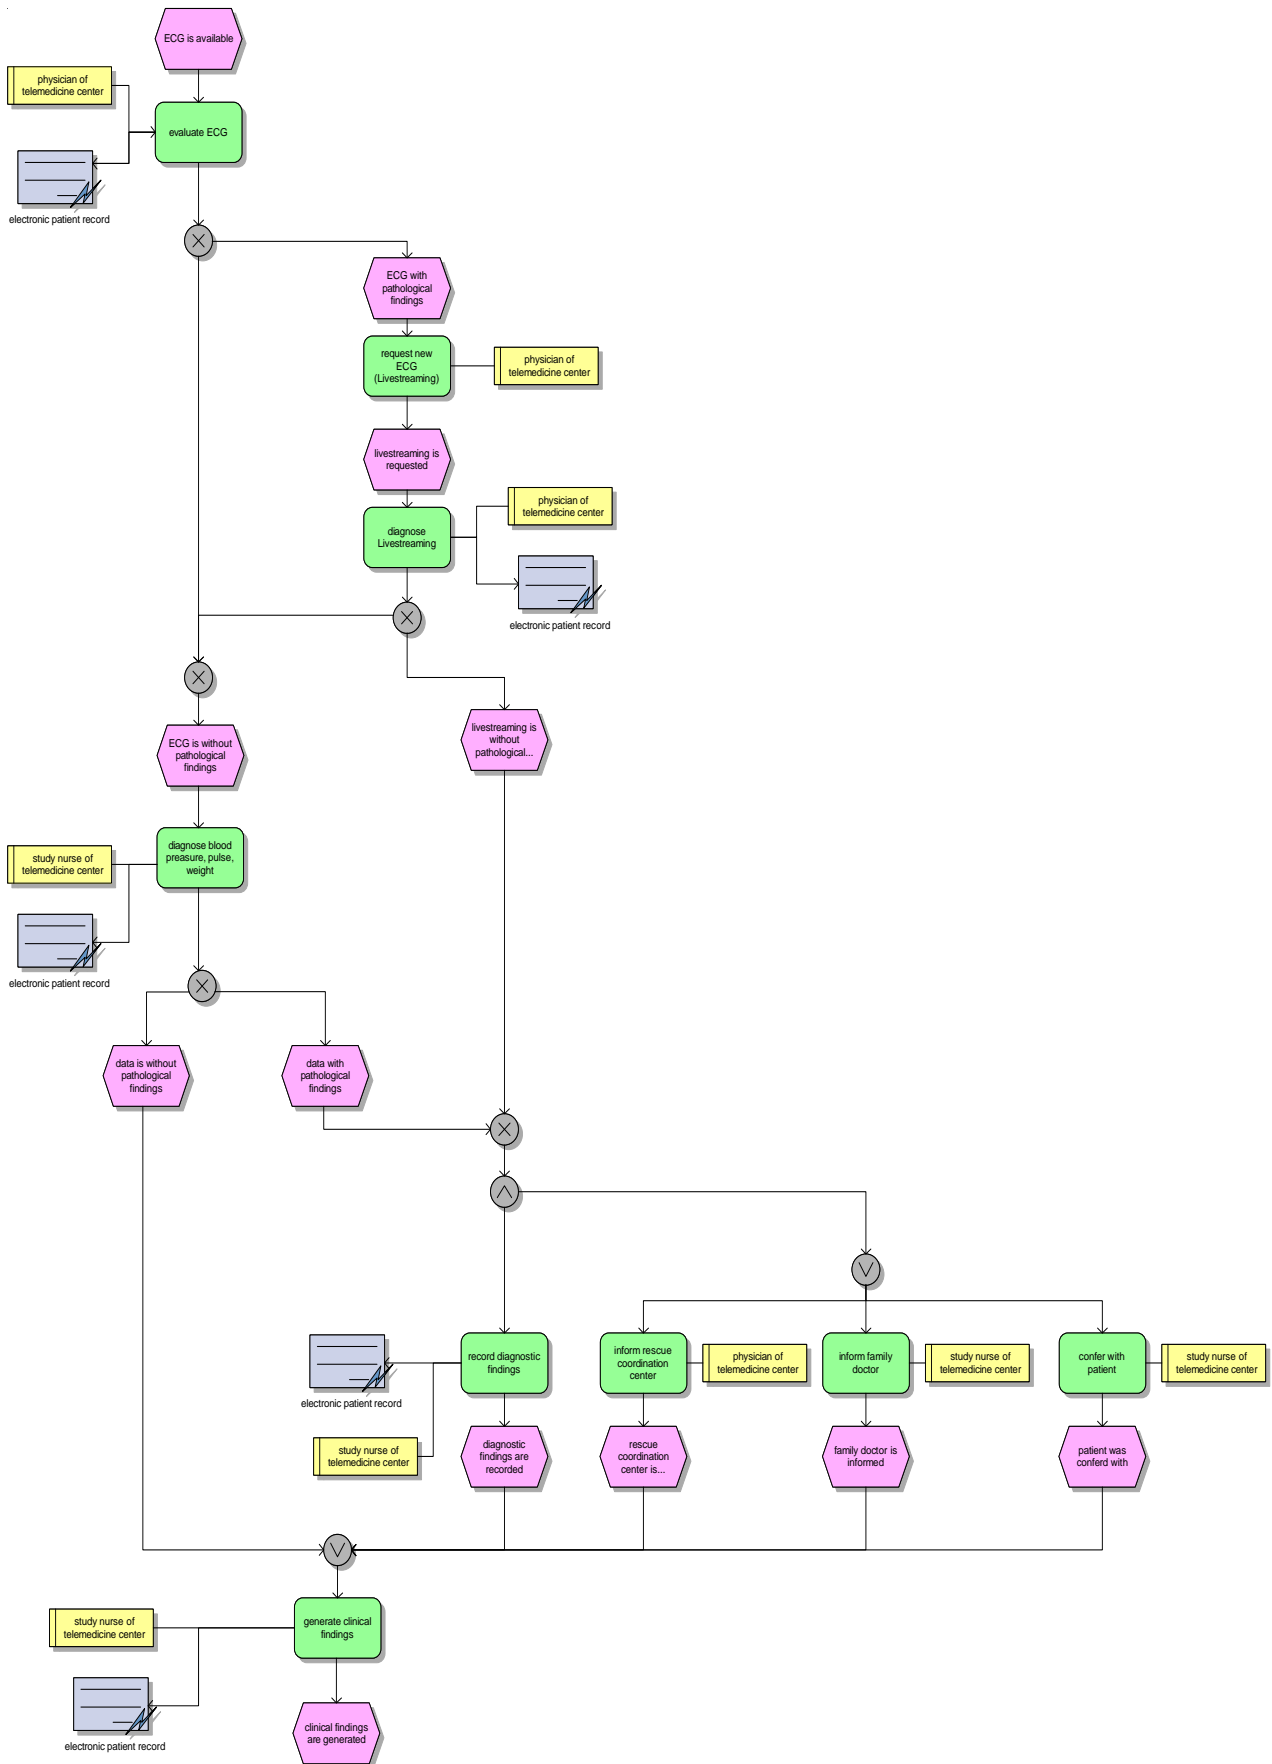 ECG is available
physician of
telemedicine center
evaluate ECG
electronic patient record
ECG with
pathological
findings
request new
ECG
(Livestreaming)
physician of
telemedicine center
livestreaming is
requested
physician of
telemedicine center
diagnose
Livestreaming
electronic patient record
ECG is without
pathological
findings
livestreaming is
without
pathological...
diagnose blood
preasure, pulse,
weight
study nurse of
telemedicine center
electronic patient record
data is without
pathological
findings
data with
pathological
findings
record diagnostic
findings
inform rescue
coordination
center
physician of
telemedicine center
inform family
doctor
study nurse of
telemedicine center
confer with
patient
study nurse of
telemedicine center
electronic patient record
study nurse of
telemedicine center
diagnostic
findings are
recorded
rescue
coordination
center is...
family doctor is
informed
patient was
conferd with
study nurse of
telemedicine center
generate clinical
findings
electronic patient record
clinical findings
are generated